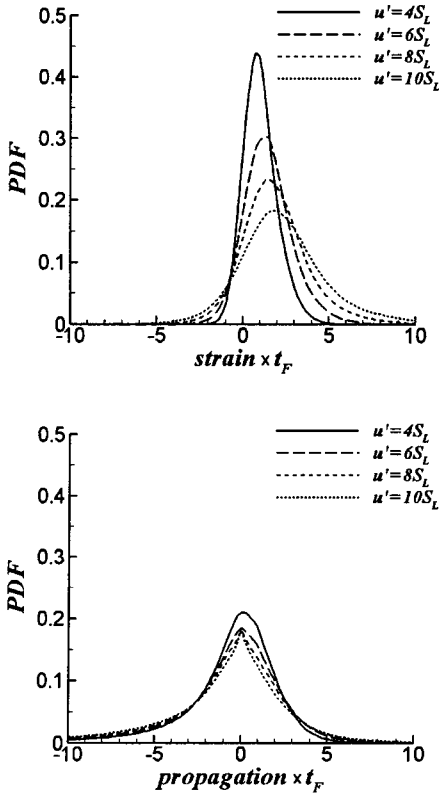 u'=4S_L
u'=6S_L
u'=8S_L
u'=10S_L
0.5
0.4
0.3
0.2
0.1
0
PDF
-10 -5 0 5 10
strain × t_F
u'=4S_L
u'=6S_L
u'=8S_L
u'=10S_L
0.5
0.4
0.3
0.2
0.1
0
PDF
-10 -5 0 5 10
propagation × t_F